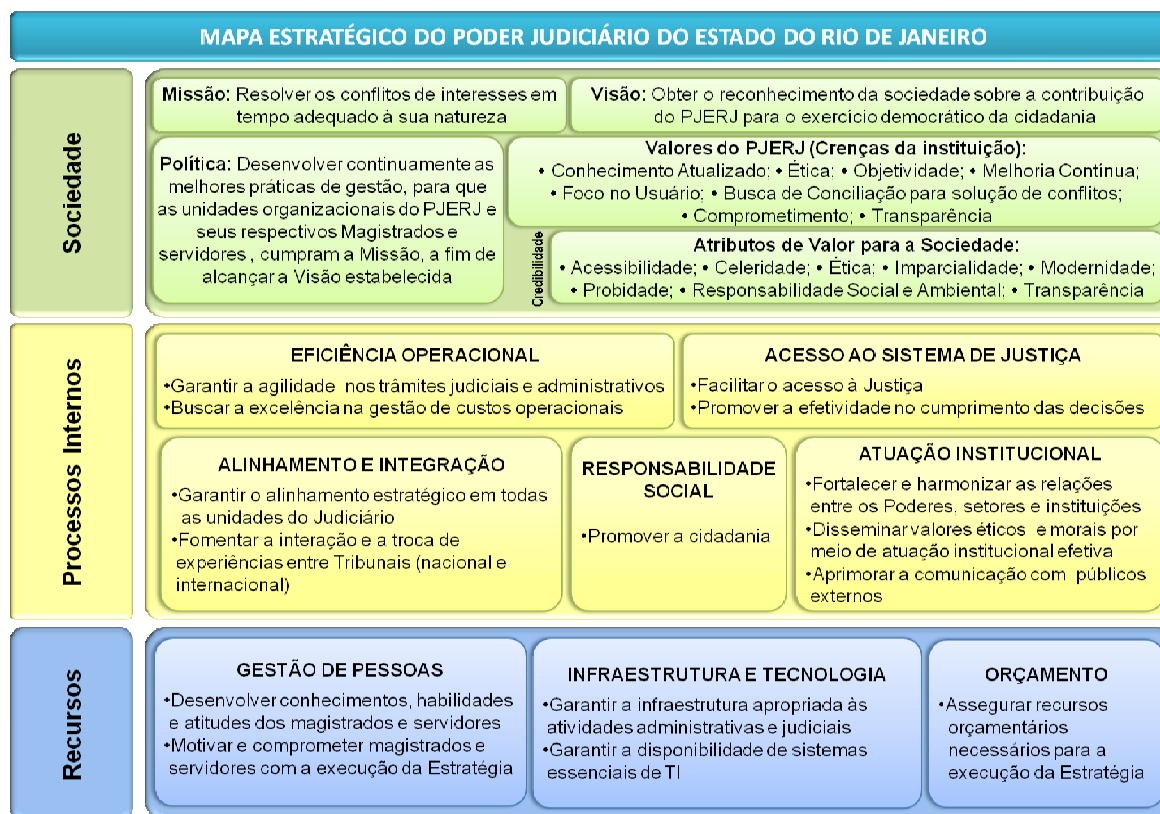 MAPA ESTRATÉGICO DO PODER JUDICIÁRIO DO ESTADO DO RIO DE JANEIRO
Sociedade
Missão: Resolver os conflitos de interesses em
tempo adequado à sua natureza
Visão: Obter o reconhecimento da sociedade sobre a contribuição
do PJERJ para o exercício democrático da cidadania
Política: Desenvolver continuamente as
melhores práticas de gestão, para que
as unidades organizacionais do PJERJ e
seus respectivos Magistrados e
servidores , cumpram a Missão, a fim de
alcançar a Visão estabelecida
Valores do PJERJ (Crenças da instituição):
• Conhecimento Atualizado; • Ética; • Objetividade; • Melhoria Contínua;
• Foco no Usuário; • Busca de Conciliação para solução de conflitos;
• Comprometimento; • Transparência
Credibilidade
Atributos de Valor para a Sociedade:
• Acessibilidade; • Celeridade; • Ética; • Imparcialidade; • Modernidade;
• Probidade; • Responsabilidade Social e Ambiental; • Transparência
Processos Internos
EFICIÊNCIA OPERACIONAL
•Garantir a agilidade nos trâmites judiciais e administrativos
•Buscar a excelência na gestão de custos operacionais
ACESSO AO SISTEMA DE JUSTIÇA
•Facilitar o acesso à Justiça
•Promover a efetividade no cumprimento das decisões
ALINHAMENTO E INTEGRAÇÃO
•Garantir o alinhamento estratégico em todas
as unidades do Judiciário
•Fomentar a interação e a troca de
experiências entre Tribunais (nacional e
internacional)
RESPONSABILIDADE
SOCIAL
•Promover a cidadania
ATUAÇÃO INSTITUCIONAL
•Fortalecer e harmonizar as relações
entre os Poderes, setores e instituições
•Disseminar valores éticos e morais por
meio de atuação institucional efetiva
•Aprimorar a comunicação com públicos
externos
Recursos
GESTÃO DE PESSOAS
•Desenvolver conhecimentos, habilidades
e atitudes dos magistrados e servidores
•Motivar e comprometer magistrados e
servidores com a execução da Estratégia
INFRAESTRUTURA E TECNOLOGIA
•Garantir a infraestrutura apropriada às
atividades administrativas e judiciais
•Garantir a disponibilidade de sistemas
essenciais de TI
ORÇAMENTO
•Assegurar recursos
orçamentários
necessários para a
execução da Estratégia